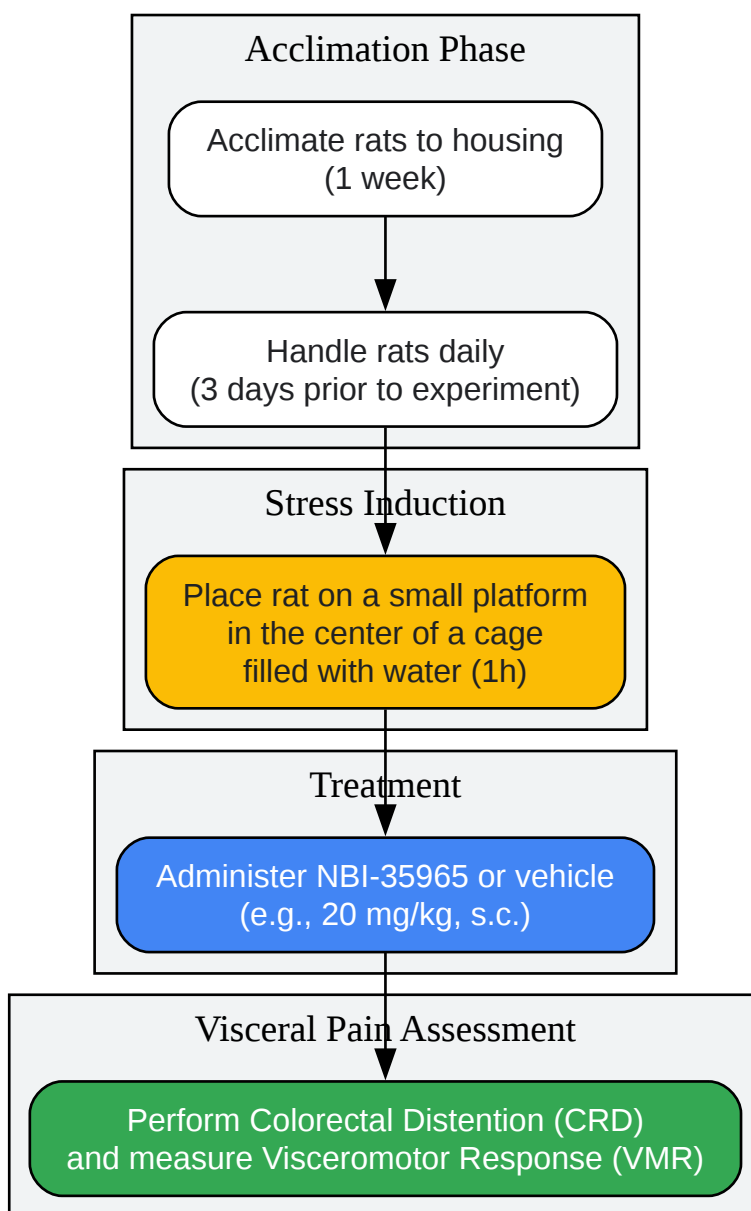 Acclimation Phase
Acclimate rats to housing
(1 week)
Handle rats daily
(3 days prior to experiment)
Stress Induction
Place rat on a small platform
in the center of a cage
filled with water (1h)
Treatment
Administer NBI-35965 or vehicle
(e.g., 20 mg/kg, s.c.)
Visceral Pain Assessment
Perform Colorectal Distention (CRD)
and measure Visceromotor Response (VMR)